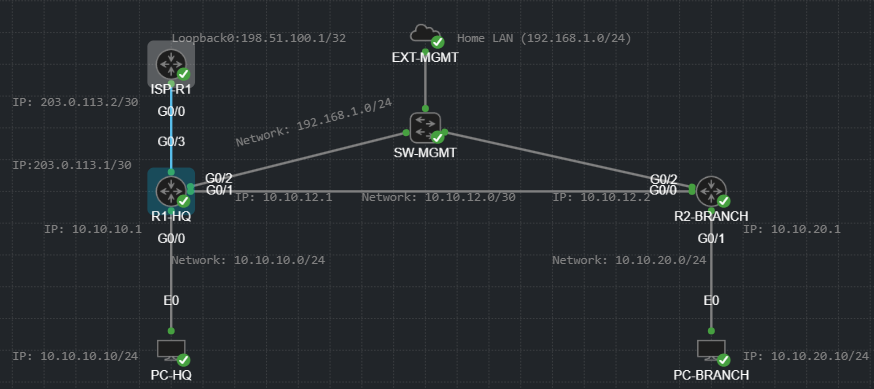 Loopback0:198.51.100.1/32
Home LAN (192.168.1.0/24)
EXT-MGMT
ISP-R1
IP: 203.0.113.2/30
G0/0
Network: 192.168.1.0/24
G0/3
SW-MGMT
IP:203.0.113.1/30
G0/2
G0/2
G0/1
G0/0
IP: 10.10.12.1
Network: 10.10.12.0/30
IP: 10.10.12.2
R1-HQ
R2-BRANCH
IP: 10.10.10.1
IP: 10.10.20.1
G0/0
G0/1
Network: 10.10.10.0/24
Network: 10.10.20.0/24
E0
E0
IP: 10.10.10.10/24
IP: 10.10.20.10/24
PC-HQ
PC-BRANCH